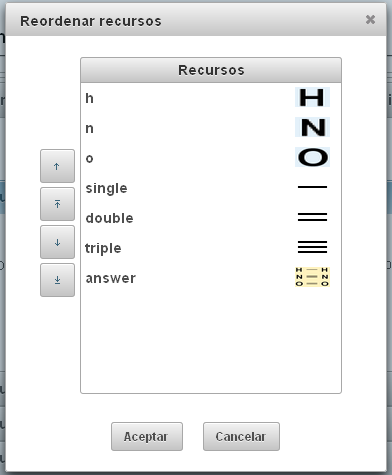 Reordenar recursos
Recursos
h H
n N
o O
single
double
triple
answer H H N N O O
Aceptar Cancelar